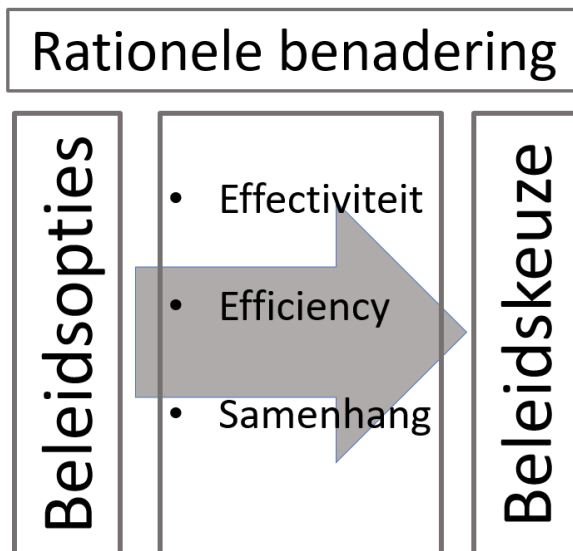 Rationele benadering
Beleidsopties
• Effectiviteit
• Efficiency
• Samenhang
Beleidskeuze